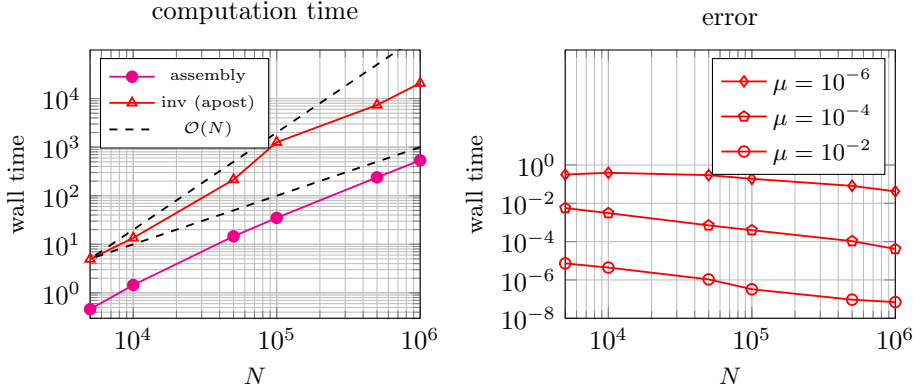 computation time
wall time
10^4
10^3
10^2
10^1
10^0
assembly
inv (apost)
𝒪(N)
10^4
10^5
10^6
N
error
wall time
10^0
10^−2
10^−4
10^−6
10^−8
μ = 10^−6
μ = 10^−4
μ = 10^−2
10^4
10^5
10^6
N